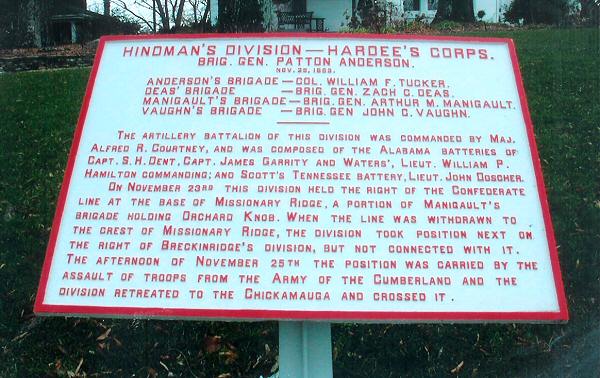 HINDMAN'S DIVISION — HARDEE'S CORPS.
BRIG. GEN. PATTON ANDERSON.
NOV. 25, 1863.
ANDERSON'S BRIGADE — COL. WILLIAM F. TUCKER.
DEAS' BRIGADE — BRIG. GEN. ZACH C. DEAS.
MANIGAULT'S BRIGADE — BRIG. GEN. ARTHUR M. MANIGAULT.
VAUGHN'S BRIGADE — BRIG. GEN JOHN C. VAUGHN.
THE ARTILLERY BATTALION OF THIS DIVISION WAS COMMANDED BY MAJ.
ALFRED R. COURTNEY, AND WAS COMPOSED OF THE ALABAMA BATTERIES OF
CAPT. S.H. DENT, CAPT. JAMES GARRITY AND WATERS', LIEUT. WILLIAM P.
HAMILTON COMMANDING; AND SCOTT'S TENNESSEE BATTERY, LIEUT. JOHN DOSCHER.
ON NOVEMBER 23RD THIS DIVISION HELD THE RIGHT OF THE CONFEDERATE
LINE AT THE BASE OF MISSIONARY RIDGE, A PORTION OF MANIGAULT'S
BRIGADE HOLDING ORCHARD KNOB. WHEN THE LINE WAS WITHDRAWN TO
THE CREST OF MISSIONARY RIDGE, THE DIVISION TOOK POSITION NEXT ON
THE RIGHT OF BRECKINRIDGE'S DIVISION, BUT NOT CONNECTED WITH IT.
THE AFTERNOON OF NOVEMBER 25TH THE POSITION WAS CARRIED BY THE
ASSAULT OF TROOPS FROM THE ARMY OF THE CUMBERLAND AND THE
DIVISION RETREATED TO THE CHICKAMAUGA AND CROSSED IT.